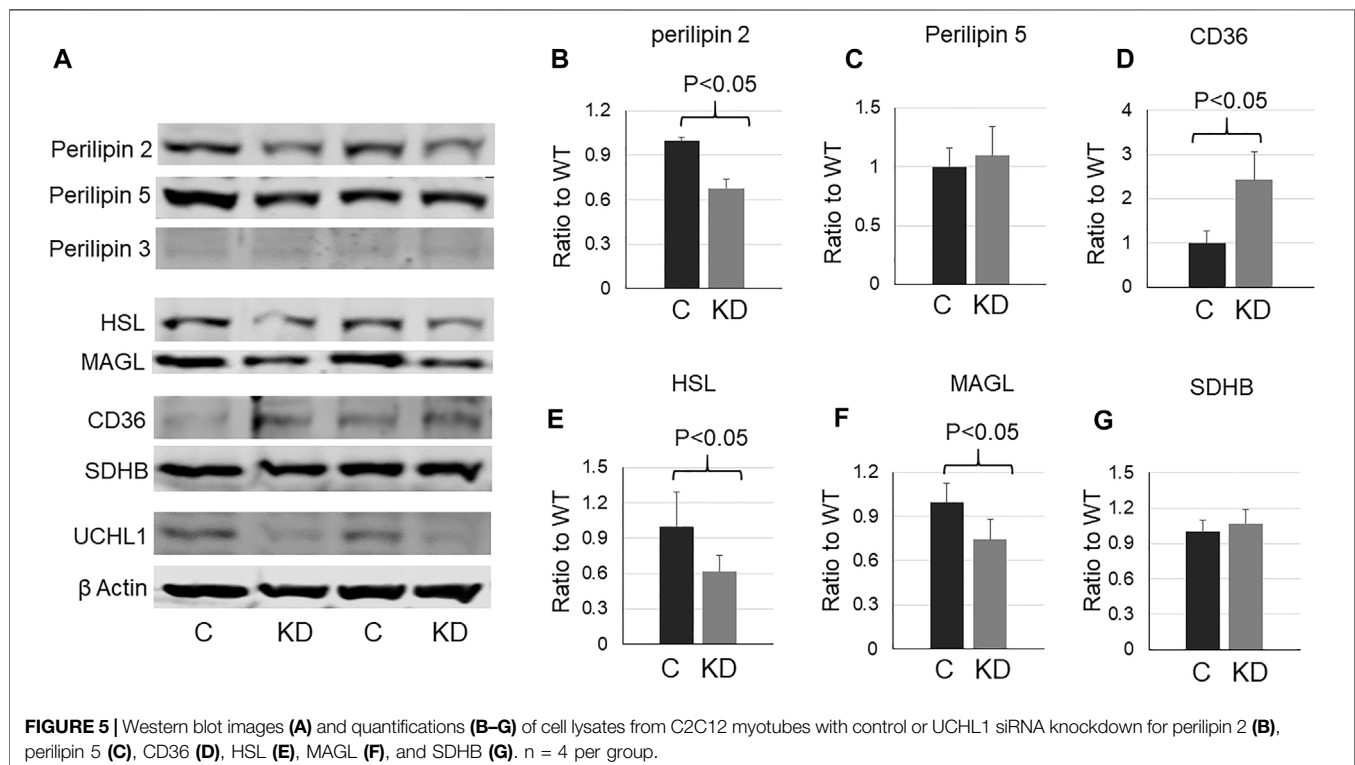 A
Perilipin 2
Perilipin 5
Perilipin 3
HSL
MAGL
CD36
SDHB
UCHL1
β Actin
C KD C KD
perilipin 2
B
P<0.05
Ratio to WT
1.2
0.9
0.6
0.3
0
C KD
Perilipin 5
C
Ratio to WT
1.5
1
0.5
0
C KD
CD36
D
P<0.05
Ratio to WT
4
3
2
1
0
C KD
HSL
E
P<0.05
Ratio to WT
1.5
1.2
0.9
0.6
0.3
0
C KD
MAGL
F
P<0.05
Ratio to WT
1.2
0.9
0.6
0.3
0
C KD
SDHB
G
Ratio to WT
1.5
1.2
0.9
0.6
0.3
0
C KD
FIGURE 5 | Western blot images (A) and quantifications (B–G) of cell lysates from C2C12 myotubes with control or UCHL1 siRNA knockdown for perilipin 2 (B),
perilipin 5 (C), CD36 (D), HSL (E), MAGL (F), and SDHB (G). n = 4 per group.